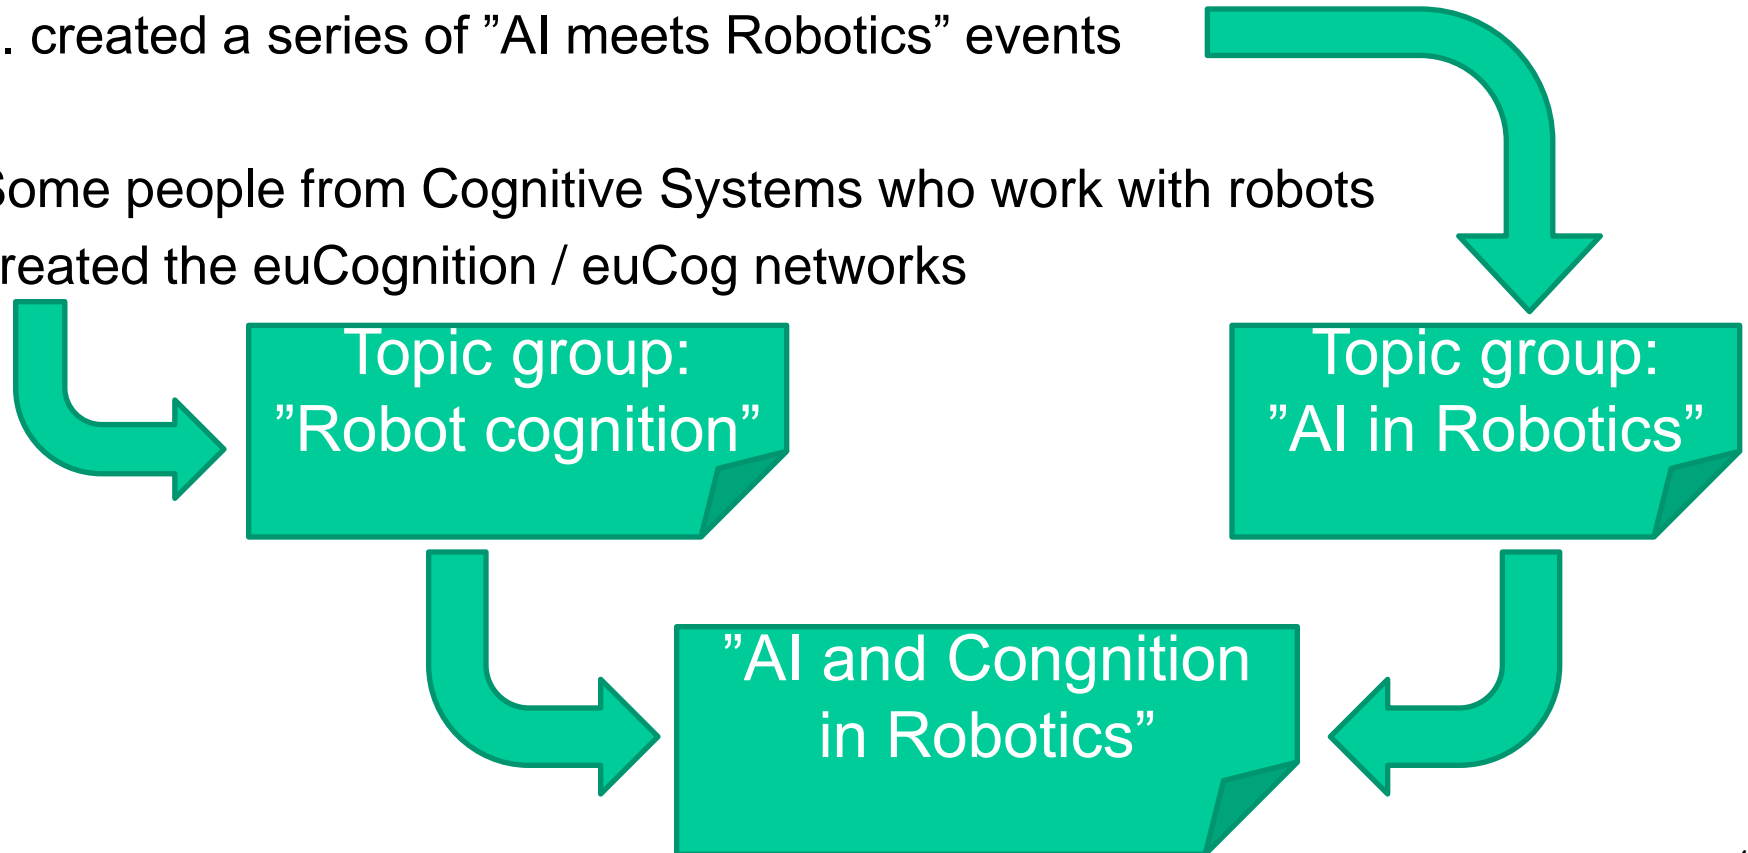 . created a series of ”AI meets Robotics” events
Some people from Cognitive Systems who work with robots
reated the euCognition / euCog networks
Topic group:
”Robot cognition”
Topic group:
”AI in Robotics”
”AI and Congnition
in Robotics”